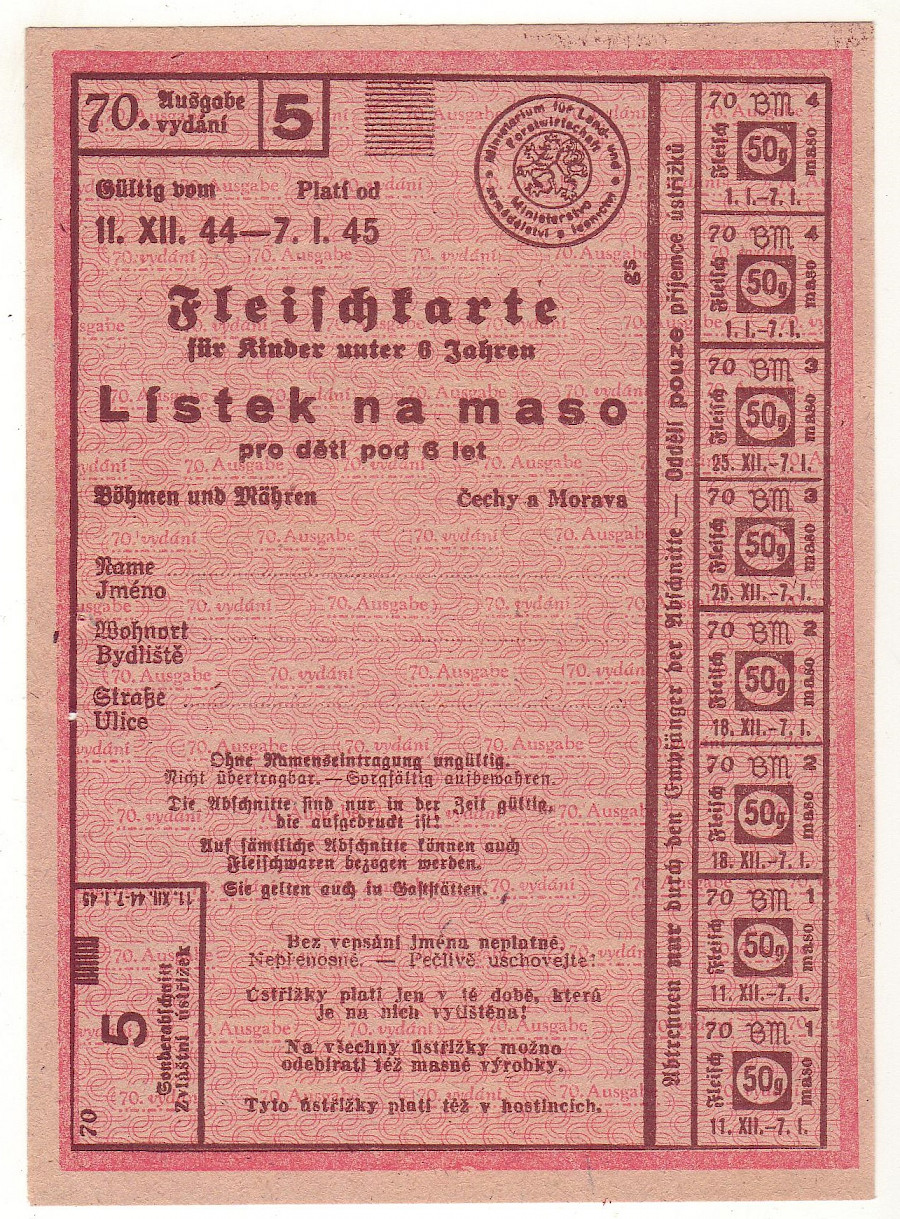 70. Ausgabe
vydání
5
Gültig vom Platí od
11. XII. 44—7. I. 45
Ministerium für Land- und Forstwirtschaft
Ministerstvo zemědělství a lesnictví
gs
Fleischkarte
für Kinder unter 6 Jahren
Lístek na maso
pro děti pod 6 let
Böhmen und Mähren Čechy a Morava
Name
Jméno
Wohnort
Bydliště
Straße
Ulice
Ohne Namenseintragung ungültig.
Nicht übertragbar. — Sorgfältig aufbewahren.
Die Abschnitte sind nur in der Zeit gültig,
die aufgedruckt ist!
Auf sämtliche Abschnitte können auch
Fleischwaren bezogen werden.
Sie gelten auch in Gaststätten.
Bez vepsání jména neplatné.
Nepřenosné. — Pečlivě uschovejte!
Ústřižky platí jen v té době, která
je na nich vytištěna!
Na všechny ústřižky možno
odebírati též masné výrobky.
Tyto ústřižky platí též v hostincích.
11. XII. 44-7. I. 45
5
Sonderabschnitt
Zvláštní ústřižek
70
Abtrennen nur durch den Empfänger der Abschnitte — Oddělí pouze příjemce ústřižků
70 BM 4
Fleisch 50g maso
1. I.-7. I.
70 BM 4
Fleisch 50g maso
1. I.-7. I.
70 BM 3
Fleisch 50g maso
25. XII.-7. I.
70 BM 3
Fleisch 50g maso
25. XII.-7. I.
70 BM 2
Fleisch 50g maso
18. XII.-7. I.
70 BM 2
Fleisch 50g maso
18. XII.-7. I.
70 BM 1
Fleisch 50g maso
11. XII.-7. I.
70 BM 1
Fleisch 50g maso
11. XII.-7. I.